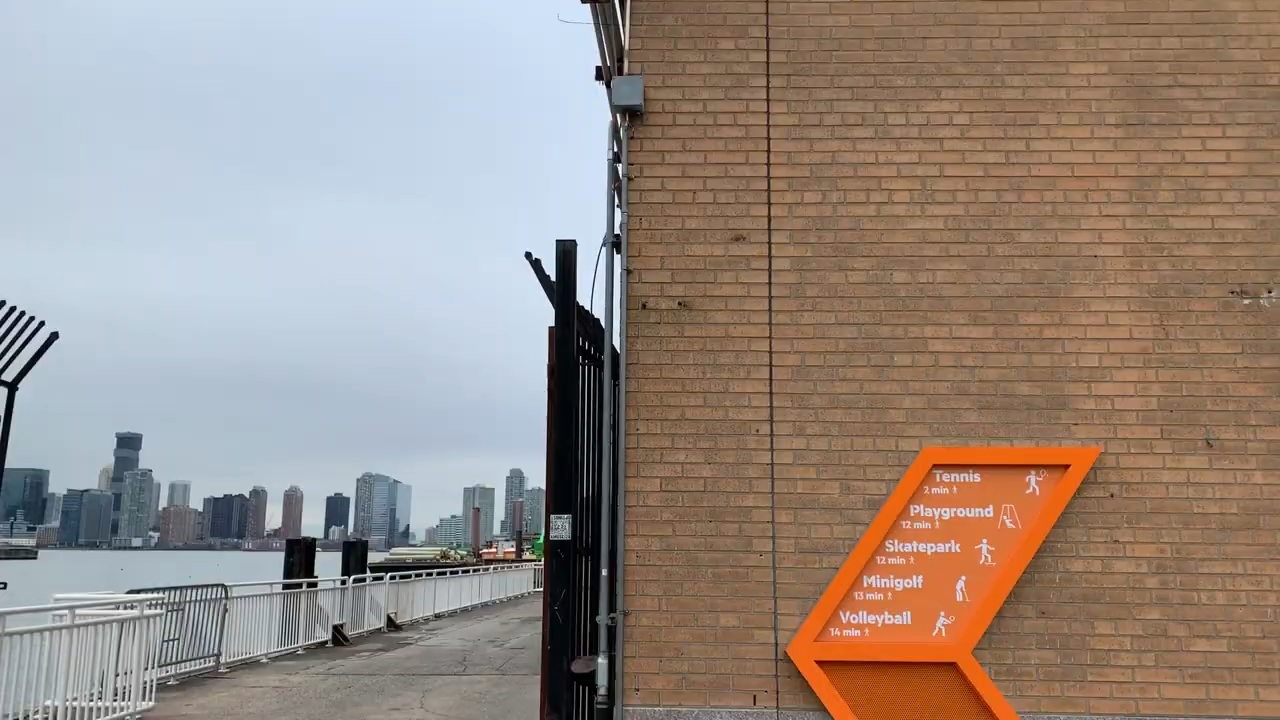 Tennis
2 min
Playground
12 min
Skatepark
12 min
Minigolf
13 min
Volleyball
14 min